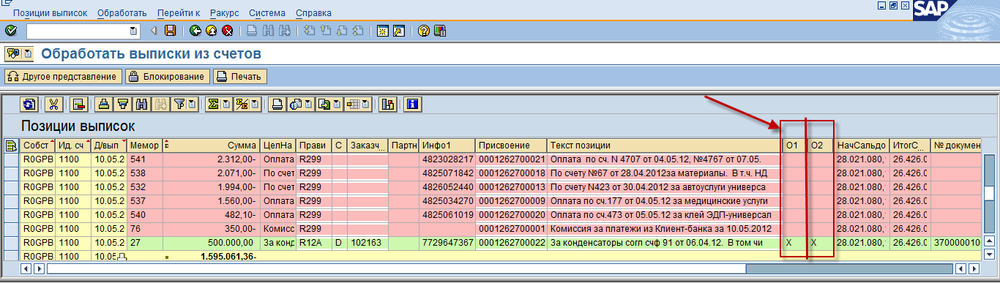 Позиции выписок Обработать Перейти к Ракурс Система Справка
SAP
Обработать выписки из счетов
Другое представление Блокирование Печать
Позиции выписок
Собст Ид. сч Д/вып Мемор Сумма ЦелНа Прави С Заказч... Партн Инфо1 Присвоение Текст позиции О1 О2 НачСальдо ИтогС... № докумен
R0GPB 1100 10.05.2 541 2.312,00- Оплата R299 4823028217 0001262700021 Оплата по сч. N 4707 от 04.05.12, №4767 от 07.05. 28.021.080, 26.426.0
R0GPB 1100 10.05.2 538 2.071,00- По счет R299 4825071842 0001262700018 По счету №67 от 28.04.2012за материалы. В т.ч. НД 28.021.080, 26.426.0
R0GPB 1100 10.05.2 532 1.994,00- По счет R299 4826052440 0001262700013 По счету N423 от 30.04.2012 за автоуслуги универса 28.021.080, 26.426.0
R0GPB 1100 10.05.2 537 1.560,00- Оплата R299 4825034270 0001262700009 Оплата по сч.177 от 04.05.12 за медицинские услуги 28.021.080, 26.426.0
R0GPB 1100 10.05.2 540 482,10- Оплата R299 4825061019 0001262700020 Оплата по сч.473 от 05.05.12 за клей ЭДП-универсал 28.021.080, 26.426.0
R0GPB 1100 10.05.2 76 350,00- Комисс R299 0001262700001 Комиссия за платежи из Клиент-банка за 10.05.2012 28.021.080, 26.426.0
R0GPB 1100 10.05.2 27 500.000,00 За конд R12A D 102163 7729647367 0001262700022 За конденсаторы согл счф 91 от 06.04.12. В том чи X X 28.021.080, 26.426.0 3700000010
R0GPB 1100 10.05 1.595.061,36-